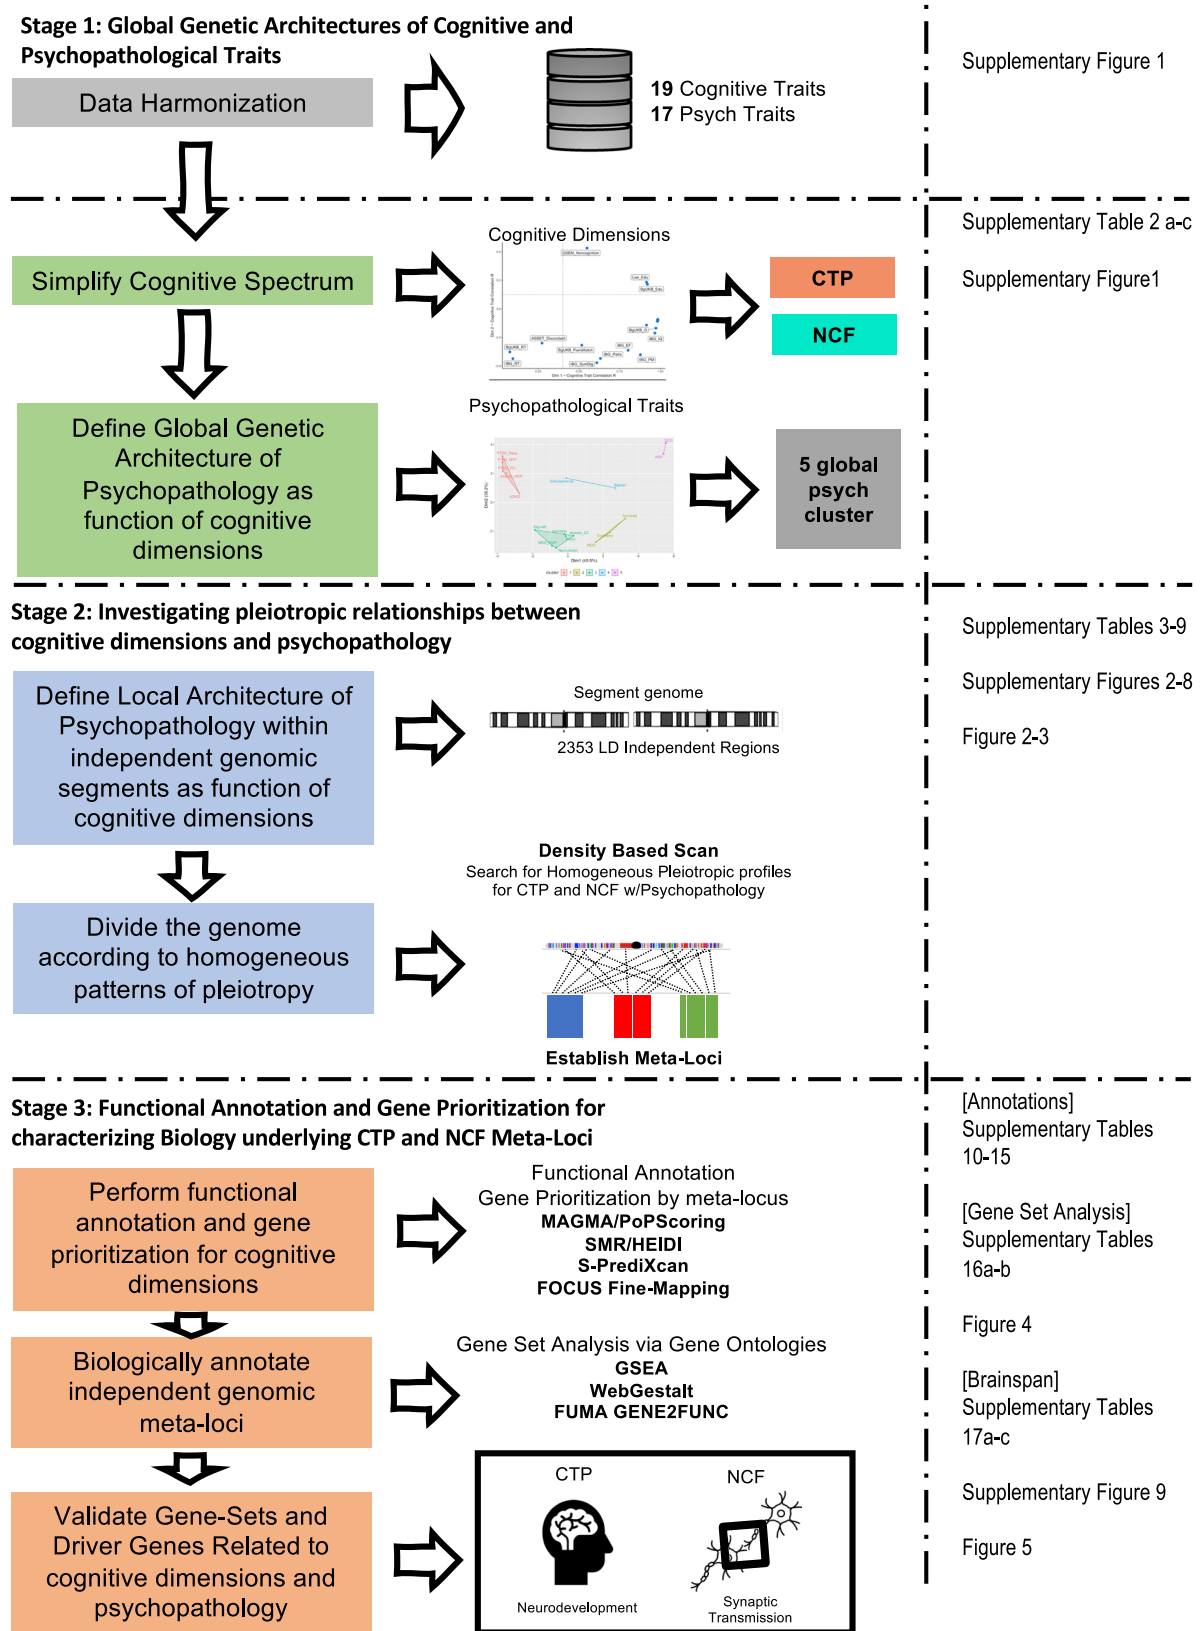 Stage 1: Global Genetic Architectures of Cognitive and
Psychopathological Traits
Data Harmonization
19 Cognitive Traits
17 Psych Traits
Supplementary Figure 1
Simplify Cognitive Spectrum
Cognitive Dimensions
CTP
NCF
Supplementary Table 2 a-c
Supplementary Figure1
Define Global Genetic
Architecture of
Psychopathology as
function of cognitive
dimensions
Psychopathological Traits
5 global
psych
cluster
Stage 2: Investigating pleiotropic relationships between
cognitive dimensions and psychopathology
Define Local Architecture of
Psychopathology within
independent genomic
segments as function of
cognitive dimensions
Segment genome
2353 LD Independent Regions
Supplementary Tables 3-9
Supplementary Figures 2-8
Figure 2-3
Divide the genome
according to homogeneous
patterns of pleiotropy
Density Based Scan
Search for Homogeneous Pleiotropic profiles
for CTP and NCF w/Psychopathology
Establish Meta-Loci
Stage 3: Functional Annotation and Gene Prioritization for
characterizing Biology underlying CTP and NCF Meta-Loci
Perform functional
annotation and gene
prioritization for cognitive
dimensions
Functional Annotation
Gene Prioritization by meta-locus
MAGMA/PoPScoring
SMR/HEIDI
S-PrediXcan
FOCUS Fine-Mapping
[Annotations]
Supplementary Tables
10-15
[Gene Set Analysis]
Supplementary Tables
16a-b
Figure 4
Biologically annotate
independent genomic
meta-loci
Gene Set Analysis via Gene Ontologies
GSEA
WebGestalt
FUMA GENE2FUNC
[Brainspan]
Supplementary Tables
17a-c
Supplementary Figure 9
Figure 5
Validate Gene-Sets and
Driver Genes Related to
cognitive dimensions and
psychopathology
CTP
Neurodevelopment
NCF
Synaptic
Transmission